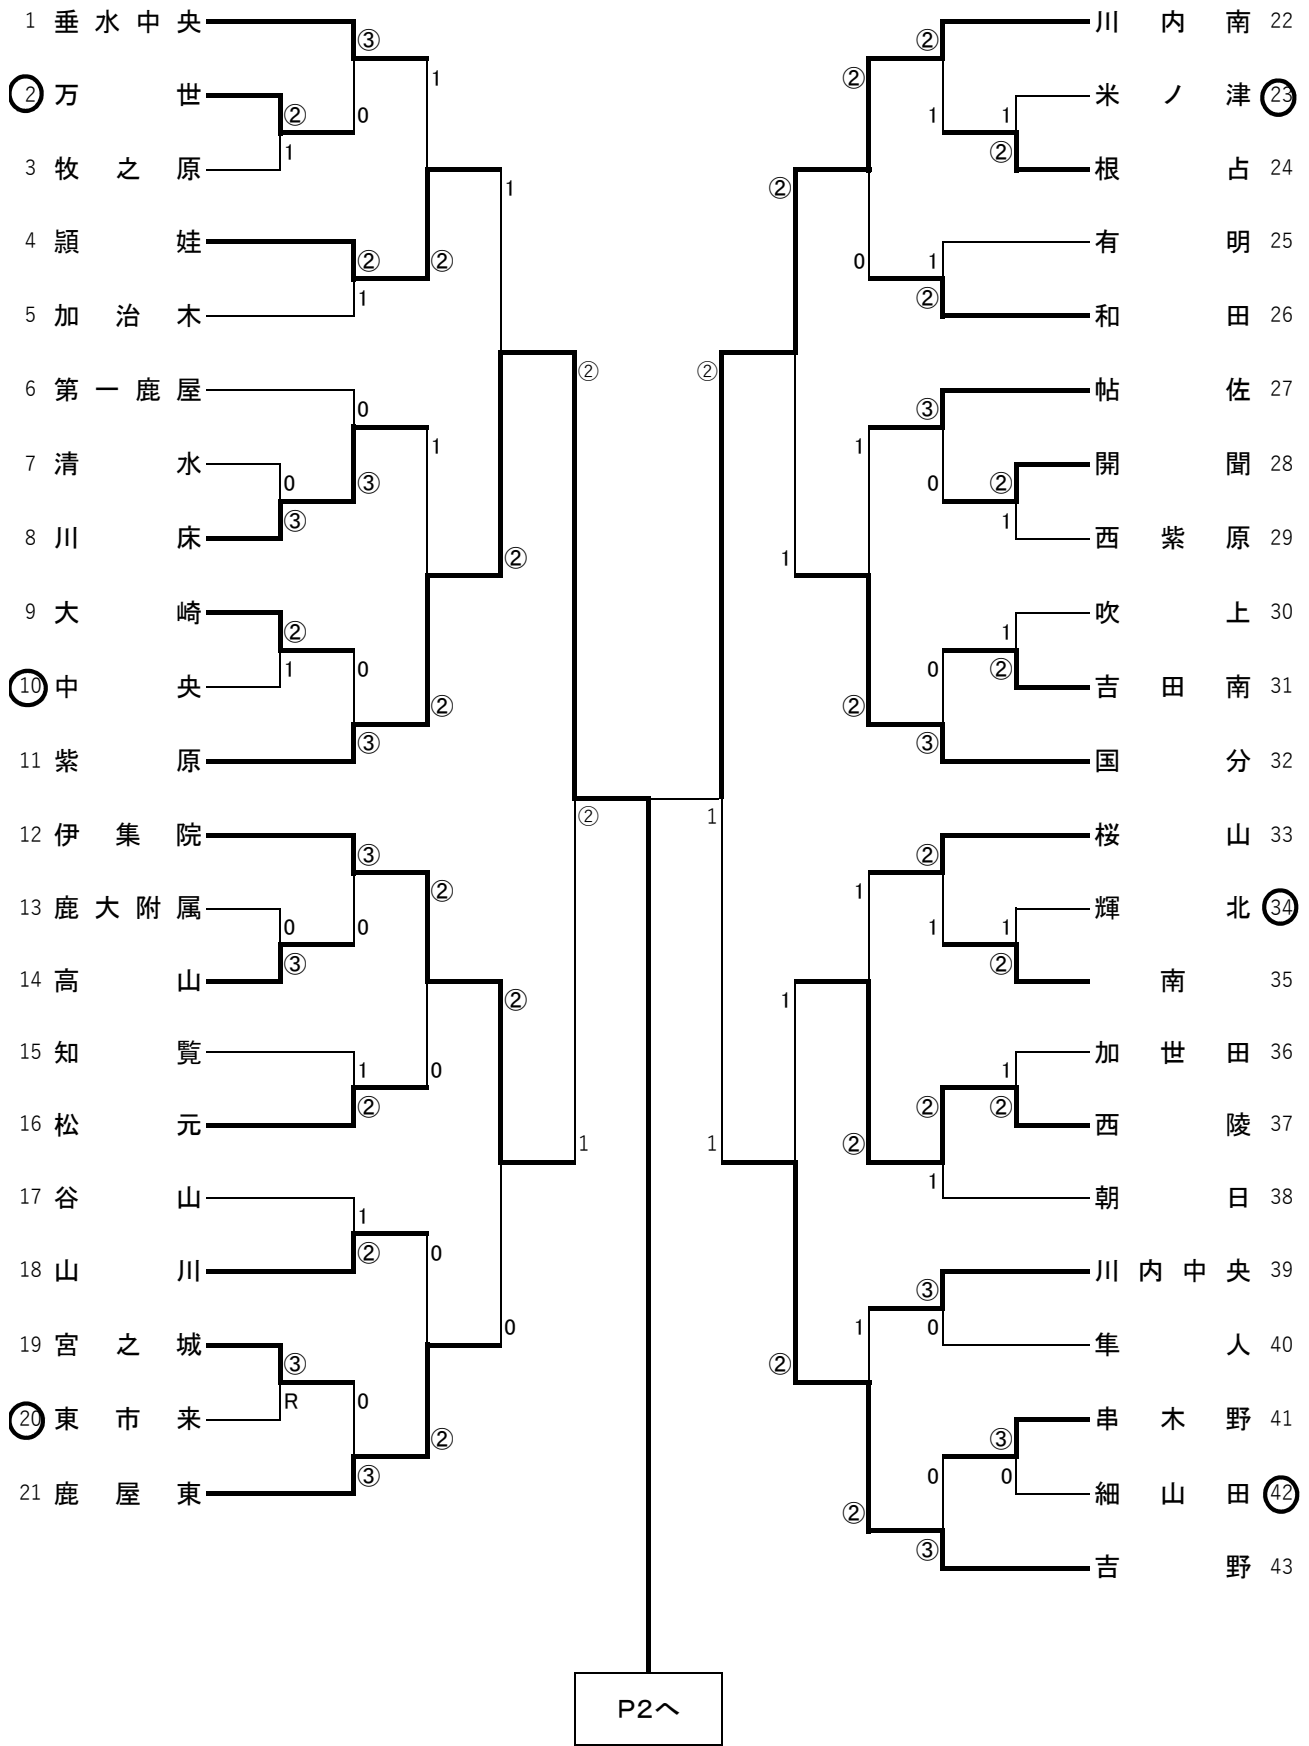 1 垂水中央 ③ ② 川内南 22
1 ②
② 万世 ② 0 1 1 米ノ津 23
3 牧之原 1 ② 根占 24
1 ②
4 頴娃 ② ② 0 1 有明 25
5 加治木 1 ② 和田 26
② ②
6 第一鹿屋 0 ③ 帖佐 27
1 1
7 清水 0 ③ 0 ② 開聞 28
8 川床 ③ 1 西紫原 29
② 1
9 大崎 ② 1 吹上 30
10 中央 1 0 ② ② 0 ② 吉田南 31
11 紫原 ③ ③ 国分 32
② 1
12 伊集院 ③ ② 桜山 33
② 1
13 鹿大附属 0 0 1 1 輝北 34
14 高山 ③ ② 南 35
② 1
15 知覧 1 0 1 加世田 36
16 松元 ② ② ② 西陵 37
1 ② 1
17 谷山 1 1 朝日 38
18 山川 ② 0 ③ 川内中央 39
0 1 0
19 宮之城 ③ ② 隼人 40
20 東市来 R 0 ② ③ 串木野 41
21 鹿屋東 ③ 0 0 細山田 42
②
③ 吉野 43
P2へ